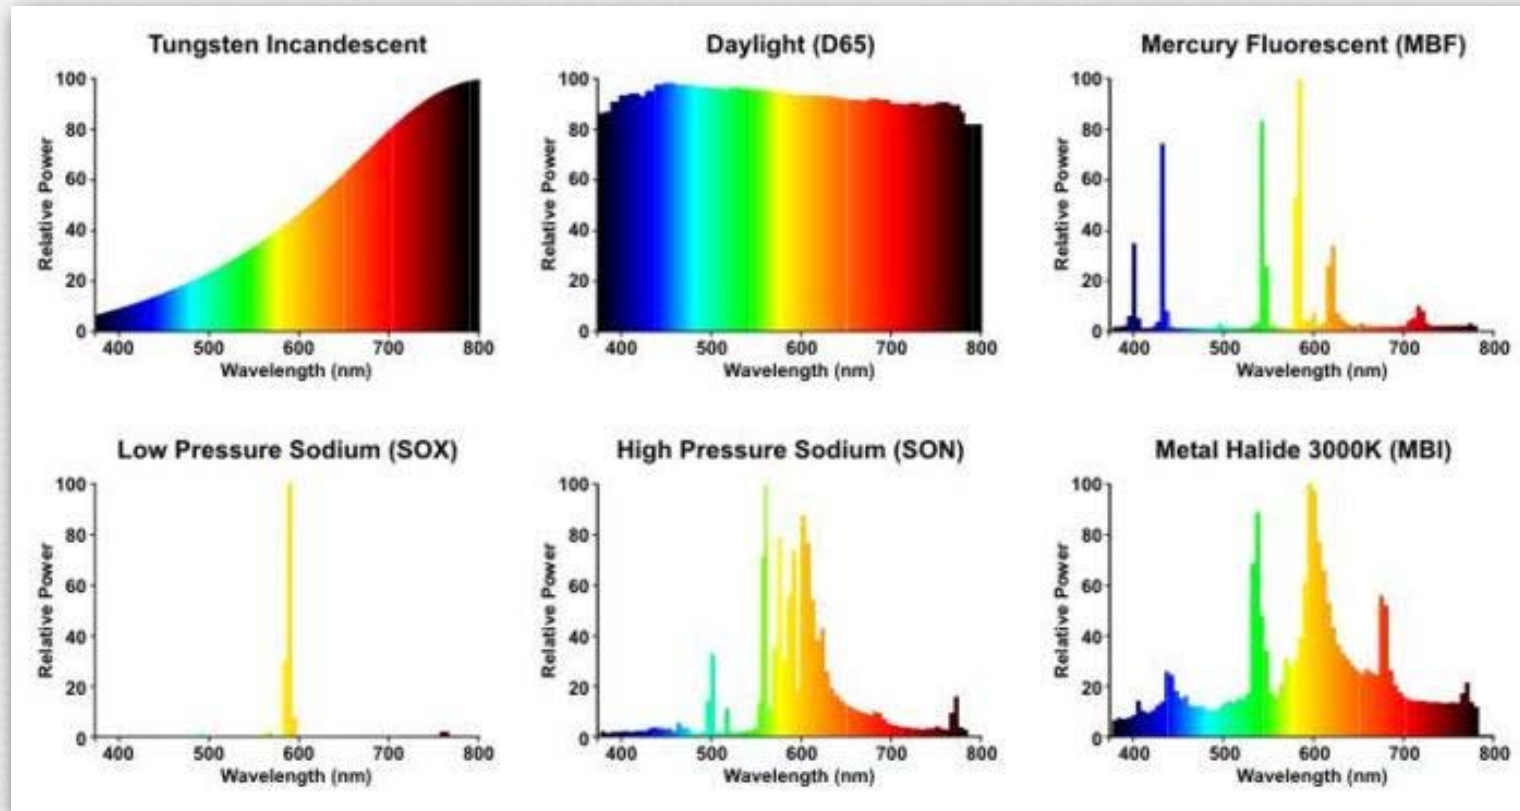 Tungsten Incandescent
Relative Power
100
80
60
40
20
0
400 500 600 700 800
Wavelength (nm)
Daylight (D65)
Relative Power
100
80
60
40
20
0
400 500 600 700 800
Wavelength (nm)
Mercury Fluorescent (MBF)
Relative Power
100
80
60
40
20
0
400 500 600 700 800
Wavelength (nm)
Low Pressure Sodium (SOX)
Relative Power
100
80
60
40
20
0
400 500 600 700 800
Wavelength (nm)
High Pressure Sodium (SON)
Relative Power
100
80
60
40
20
0
400 500 600 700 800
Wavelength (nm)
Metal Halide 3000K (MBI)
Relative Power
100
80
60
40
20
0
400 500 600 700 800
Wavelength (nm)